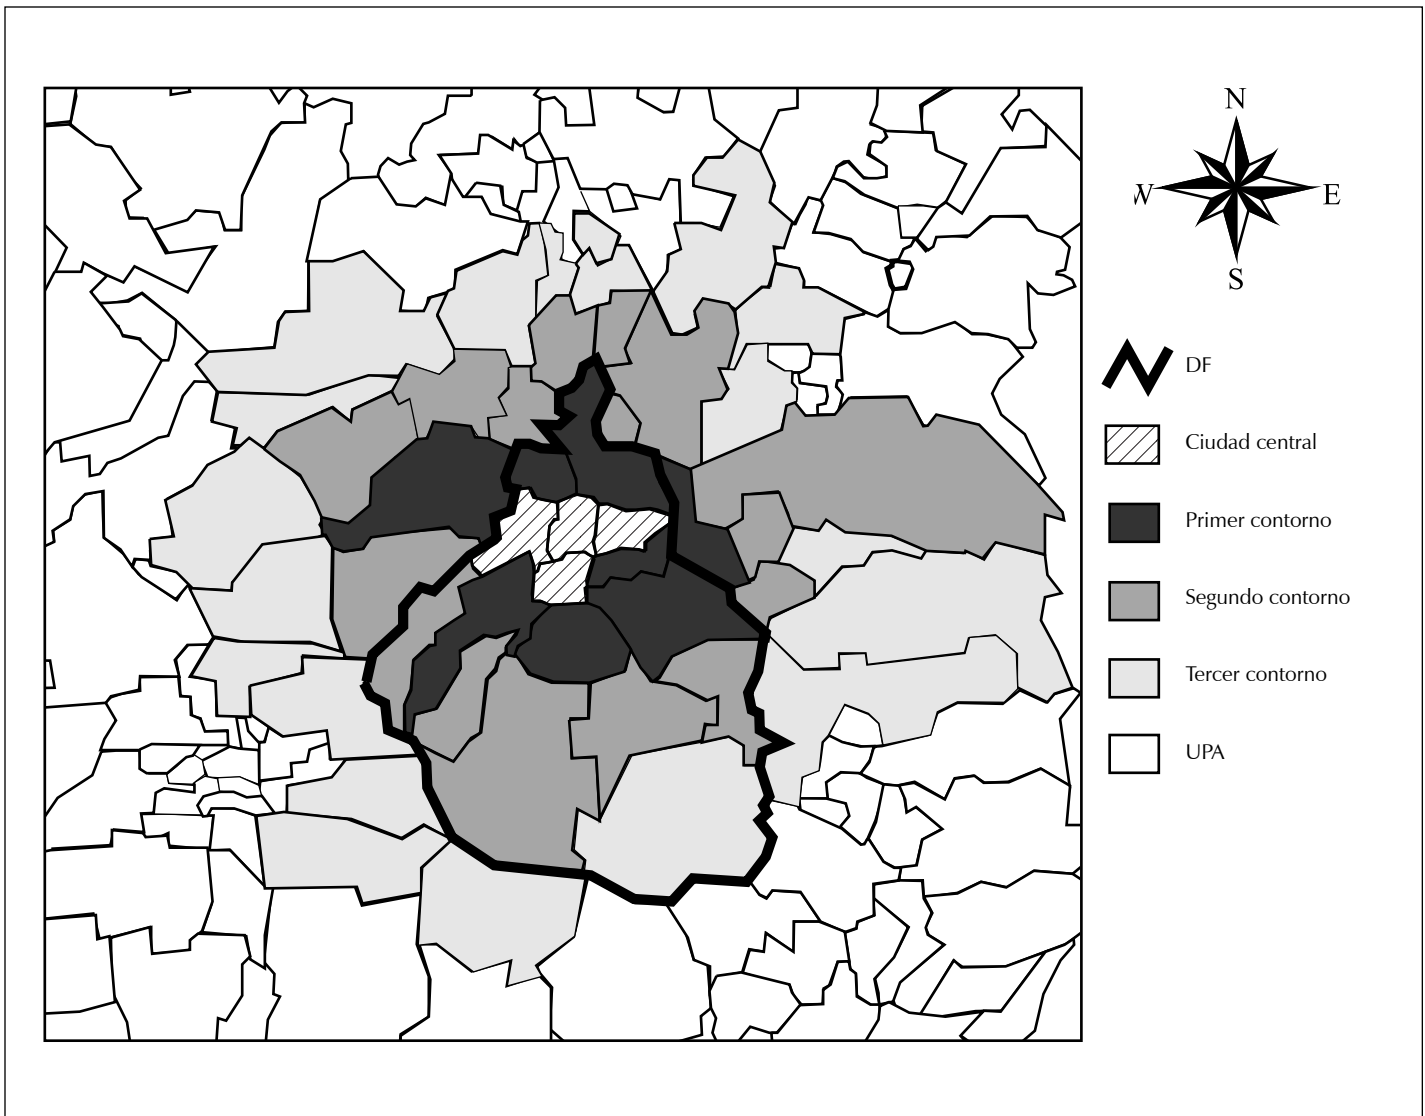 N
W
E
S
DF
Ciudad central
Primer contorno
Segundo contorno
Tercer contorno
UPA